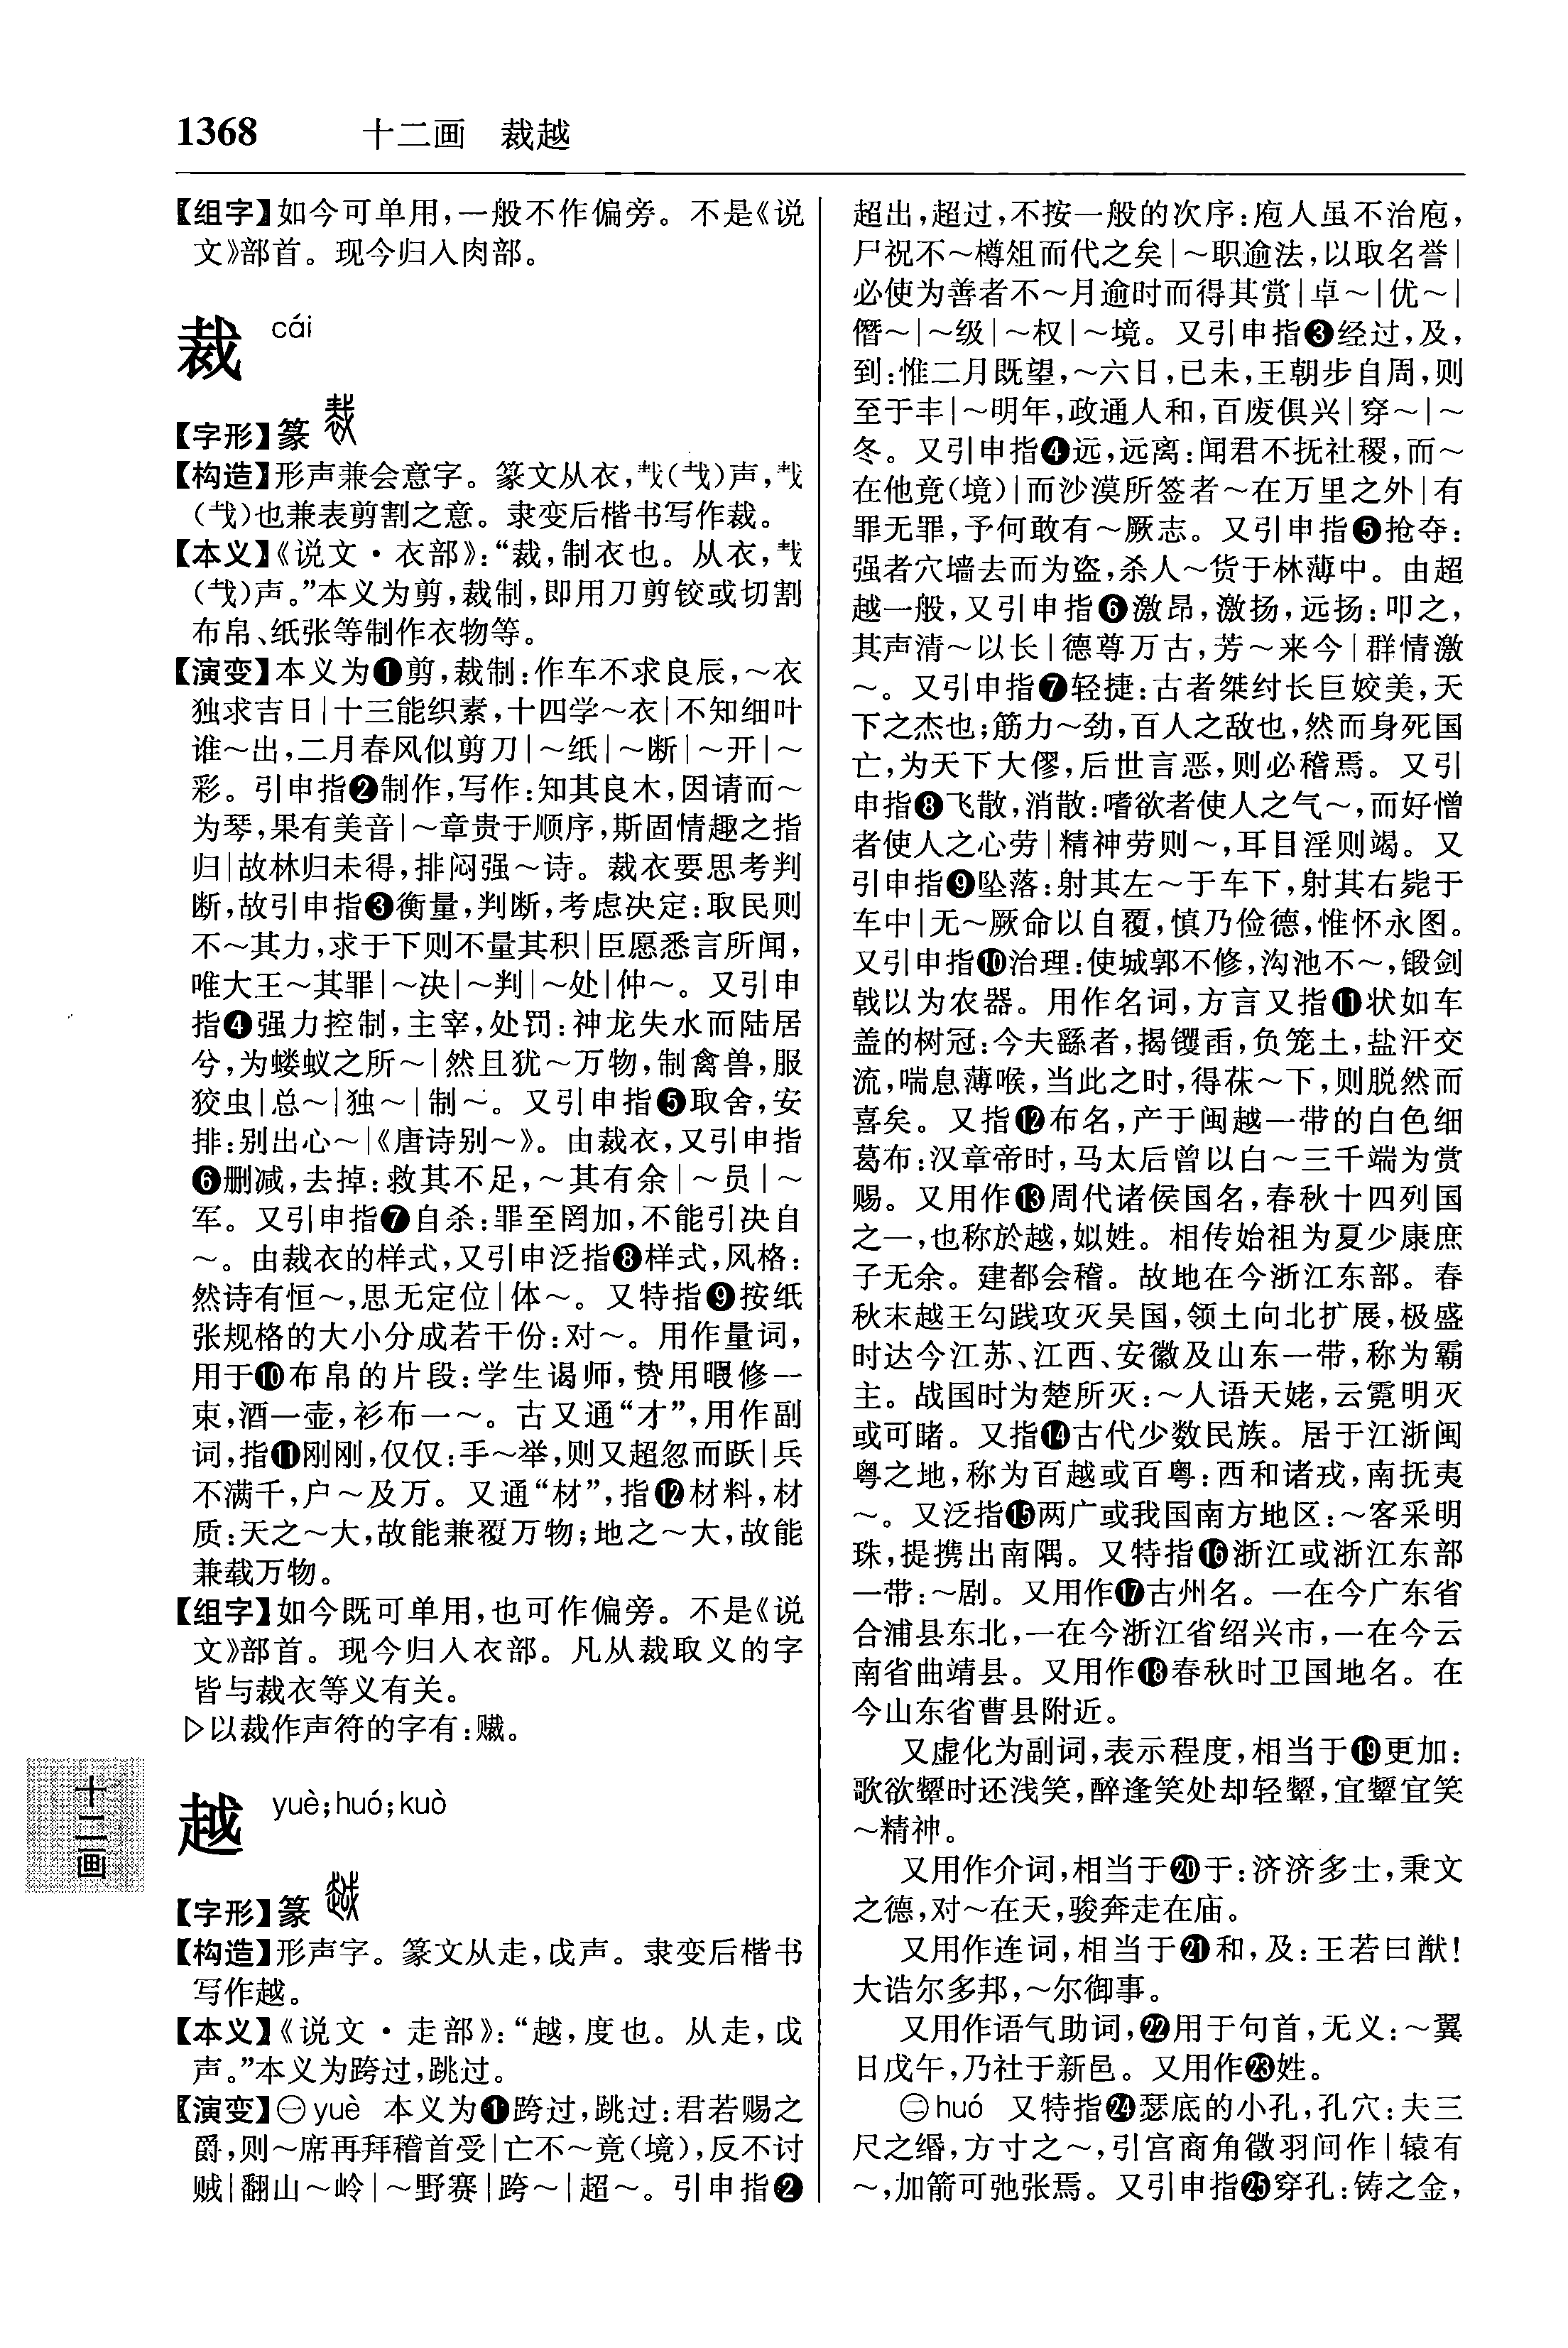 1368 十二画 裁越
【组字】如今可单用,一般不作偏旁。不是《说
文》部首。现今归入肉部。
裁 cái
【字形】篆
【构造】形声兼会意字。篆文从衣,𢦏(𢦒)声,𢦏
(𢦒)也兼表剪割之意。隶变后楷书写作裁。
【本义】《说文·衣部》:“裁,制衣也。从衣,𢦏
(𢦒)声。”本义为剪,裁制,即用刀剪铰或切割
布帛、纸张等制作衣物等。
【演变】本义为❶剪,裁制:作车不求良辰,~衣
独求吉日|十三能织素,十四学~衣|不知细叶
谁~出,二月春风似剪刀|~纸|~断|~开|~
彩。引申指❷制作,写作:知其良木,因请而~
为琴,果有美音|~章贵于顺序,斯固情趣之指
归|故林归未得,排闷强~诗。裁衣要思考判
断,故引申指❸衡量,判断,考虑决定:取民则
不~其力,求于下则不量其积|臣愿悉言所闻,
唯大王~其罪|~决|~判|~处|仲~。又引申
指❹强力控制,主宰,处罚:神龙失水而陆居
兮,为蝼蚁之所~|然且犹~万物,制禽兽,服
狡虫|总~|独~|制~。又引申指❺取舍,安
排:别出心~|《唐诗别~》。由裁衣,又引申指
❻删减,去掉:救其不足,~其有余|~员|~
军。又引申指❼自杀:罪至罔加,不能引决自
~。由裁衣的样式,又引申泛指❽样式,风格:
然诗有恒~,思无定位|体~。又特指❾按纸
张规格的大小分成若干份:对~。用作量词,
用于❿布帛的片段:学生谒师,贽用暇修一
束,酒一壶,衫布一~。古又通“才”,用作副
词,指⓫刚刚,仅仅:手~举,则又超忽而跃|兵
不满千,户~及万。又通“材”,指⓬材料,材
质:天之~大,故能兼覆万物;地之~大,故能
兼载万物。
【组字】如今既可单用,也可作偏旁。不是《说
文》部首。现今归入衣部。凡从裁取义的字
皆与裁衣等义有关。
▷以裁作声符的字有:㰟。
越 yuè;huó;kuò
【字形】篆
【构造】形声字。篆文从走,戉声。隶变后楷书
写作越。
【本义】《说文·走部》:“越,度也。从走,戉
声。”本义为跨过,跳过。
【演变】㊀yuè 本义为❶跨过,跳过:君若赐之
爵,则~席再拜稽首受|亡不~竟(境),反不讨
贼|翻山~岭|~野赛|跨~|超~。引申指❷
超出,超过,不按一般的次序:庖人虽不治庖,
尸祝不~樽俎而代之矣|~职逾法,以取名誉|
必使为善者不~月逾时而得其赏|卓~|优~|
僭~|~级|~权|~境。又引申指❸经过,及,
到:惟二月既望,~六日,已未,王朝步自周,则
至于丰|~明年,政通人和,百废俱兴|穿~|~
冬。又引申指❹远,远离:闻君不抚社稷,而~
在他竟(境)|而沙漠所签者~在万里之外|有
罪无罪,予何敢有~厥志。又引申指❺抢夺:
强者穴墙去而为盗,杀人~货于林薄中。由超
越一般,又引申指❻激昂,激扬,远扬:叩之,
其声清~以长|德尊万古,芳~来今|群情激
~。又引申指❼轻捷:古者桀纣长巨姣美,天
下之杰也;筋力~劲,百人之敌也,然而身死国
亡,为天下大僇,后世言恶,则必稽焉。又引
申指❽飞散,消散:嗜欲者使人之气~,而好憎
者使人之心劳|精神劳则~,耳目淫则竭。又
引申指❾坠落:射其左~于车下,射其右毙于
车中|无~厥命以自覆,慎乃俭德,惟怀永图。
又引申指❿治理:使城郭不修,沟池不~,锻剑
戟以为农器。用作名词,方言又指⓫状如车
盖的树冠:今夫繇者,揭䦆臿,负笼土,盐汗交
流,喘息薄喉,当此之时,得茠~下,则脱然而
喜矣。又指⓬布名,产于闽越一带的白色细
葛布:汉章帝时,马太后曾以白~三千端为赏
赐。又用作⓭周代诸侯国名,春秋十四列国
之一,也称於越,姒姓。相传始祖为夏少康庶
子无余。建都会稽。故地在今浙江东部。春
秋末越王勾践攻灭吴国,领土向北扩展,极盛
时达今江苏、江西、安徽及山东一带,称为霸
主。战国时为楚所灭:~人语天姥,云霓明灭
或可睹。又指⓮古代少数民族。居于江浙闽
粤之地,称为百越或百粤:西和诸戎,南抚夷
~。又泛指⓯两广或我国南方地区:~客采明
珠,提携出南隅。又特指⓰浙江或浙江东部
一带:~剧。又用作⓱古州名。一在今广东省
合浦县东北,一在今浙江省绍兴市,一在今云
南省曲靖县。又用作⓲春秋时卫国地名。在
今山东省曹县附近。
又虚化为副词,表示程度,相当于⓳更加:
歌欲颦时还浅笑,醉逢笑处却轻颦,宜颦宜笑
~精神。
又用作介词,相当于⓴于:济济多士,秉文
之德,对~在天,骏奔走在庙。
又用作连词,相当于㉑和,及:王若曰猷!
大诰尔多邦,~尔御事。
又用作语气助词,㉒用于句首,无义:~翼
日戊午,乃社于新邑。又用作㉓姓。
㊁huó 又特指㉔瑟底的小孔,孔穴:夫三
尺之缗,方寸之~,引宫商角徵羽间作|辕有
~,加箭可弛张焉。又引申指㉕穿孔:铸之金,
十二画